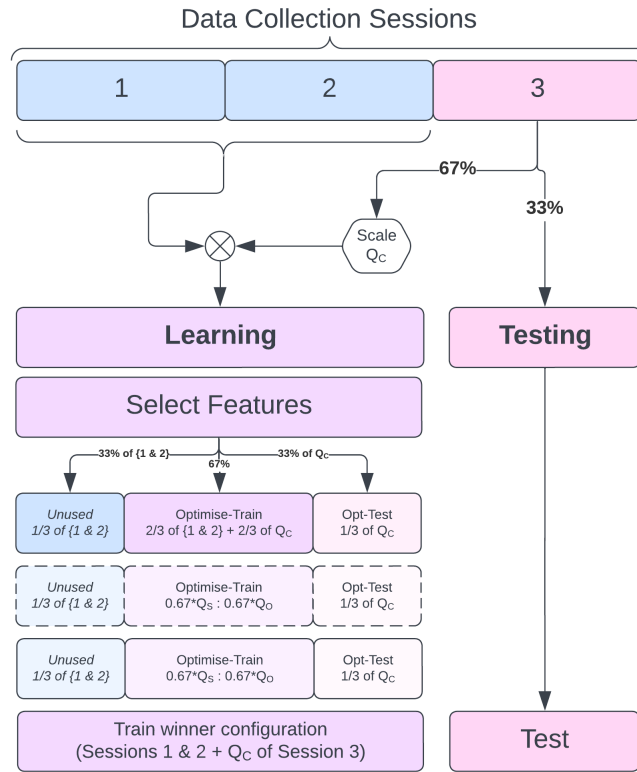 Data Collection Sessions
1
2
3
67%
33%
Scale
Q_C
Learning
Testing
Select Features
33% of {1 & 2}
67%
33% of Q_C
Unused
1/3 of {1 & 2}
Optimise-Train
2/3 of {1 & 2} + 2/3 of Q_C
Opt-Test
1/3 of Q_C
Unused
1/3 of {1 & 2}
Optimise-Train
0.67*Q_S : 0.67*Q_O
Opt-Test
1/3 of Q_C
Unused
1/3 of {1 & 2}
Optimise-Train
0.67*Q_S : 0.67*Q_O
Opt-Test
1/3 of Q_C
Train winner configuration
(Sessions 1 & 2 + Q_C of Session 3)
Test